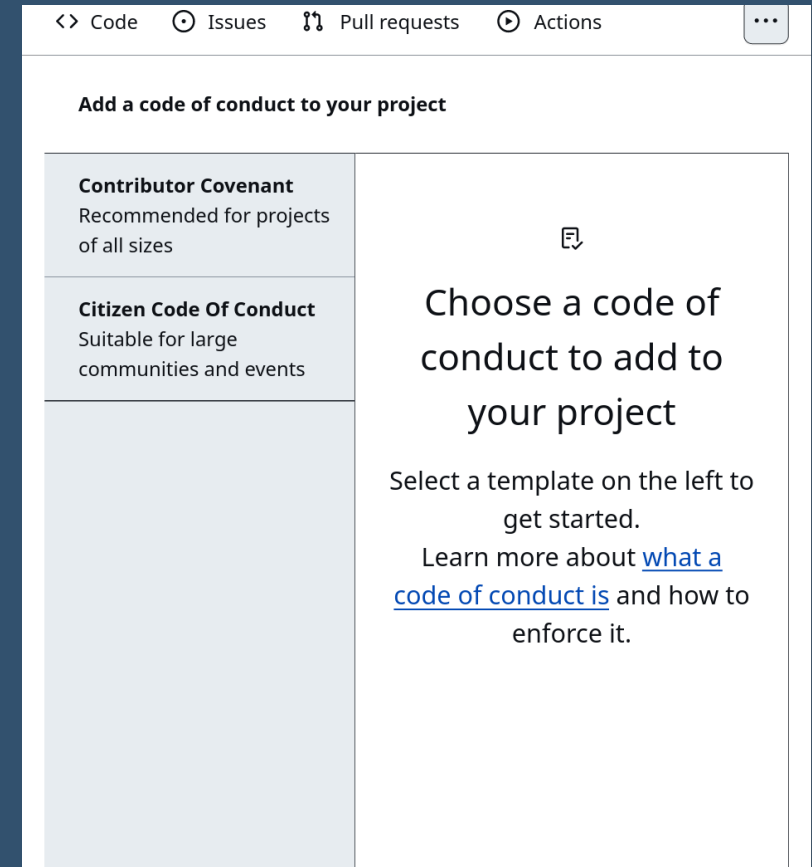 Code Issues Pull requests Actions ...
Add a code of conduct to your project
Contributor Covenant
Recommended for projects
of all sizes
Citizen Code Of Conduct
Suitable for large
communities and events
Choose a code of
conduct to add to
your project
Select a template on the left to
get started.
Learn more about what a
code of conduct is and how to
enforce it.